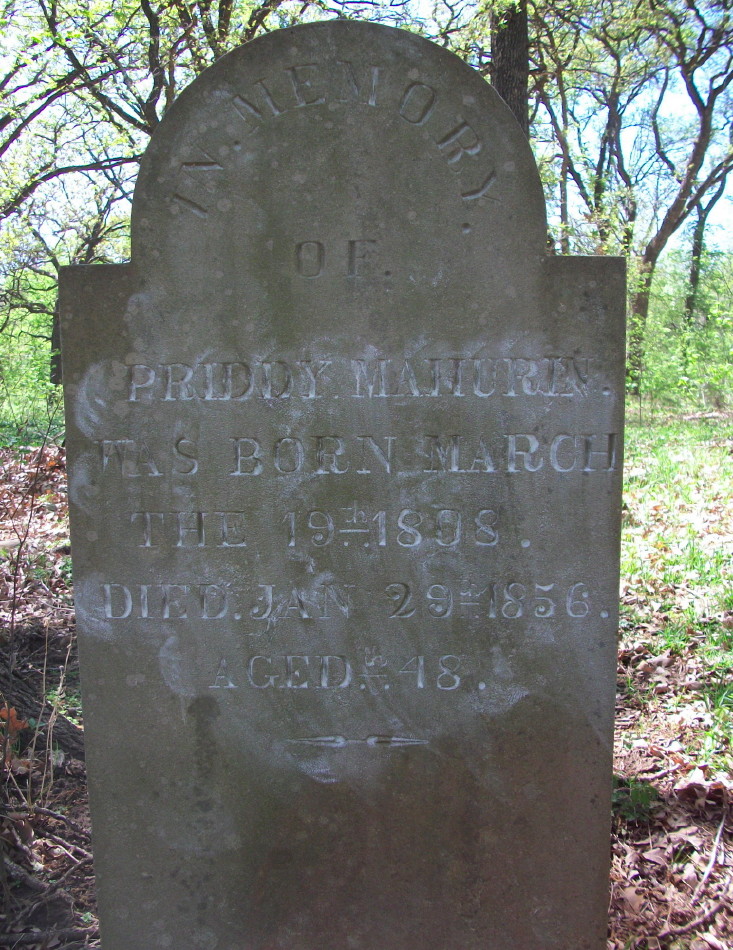 IN. MEMORY.
OF.
PRIDDY. MAHURIN.
WAS BORN MARCH
THE 19th 1808.
DIED. JAN 29th 1856.
AGED. 48.